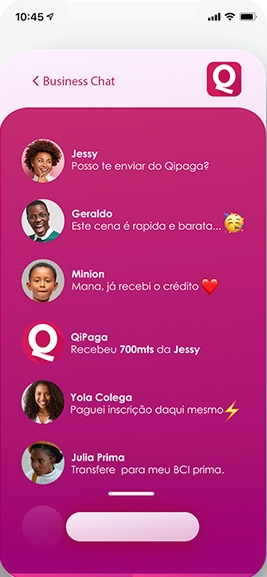 10:45
Business Chat
Q
Jessy
Posso te enviar do Qipaga?
Geraldo
Este cena é rapida e barata...
Minion
Mana, já recebi o crédito
Q
QiPaga
Recebeu 700mts da Jessy
Yola Colega
Paguei inscrição daqui mesmo
Julia Prima
Transfere para meu BCI prima.